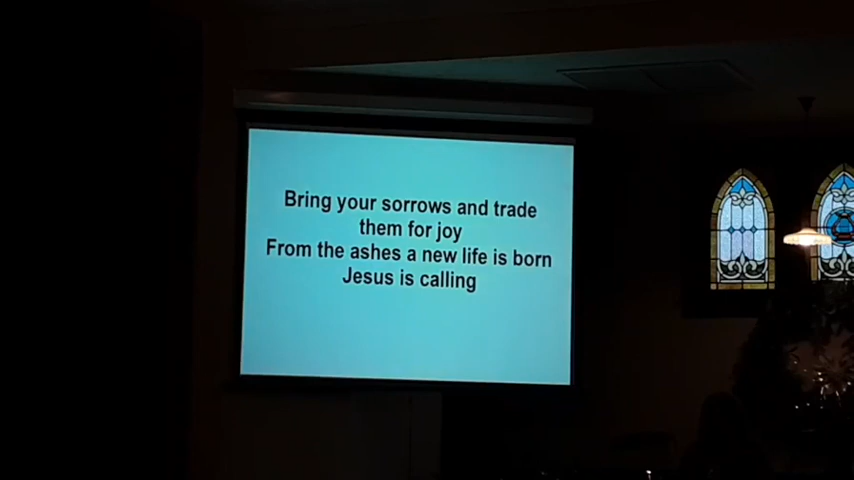 Bring your sorrows and trade
them for joy
From the ashes a new life is born
Jesus is calling